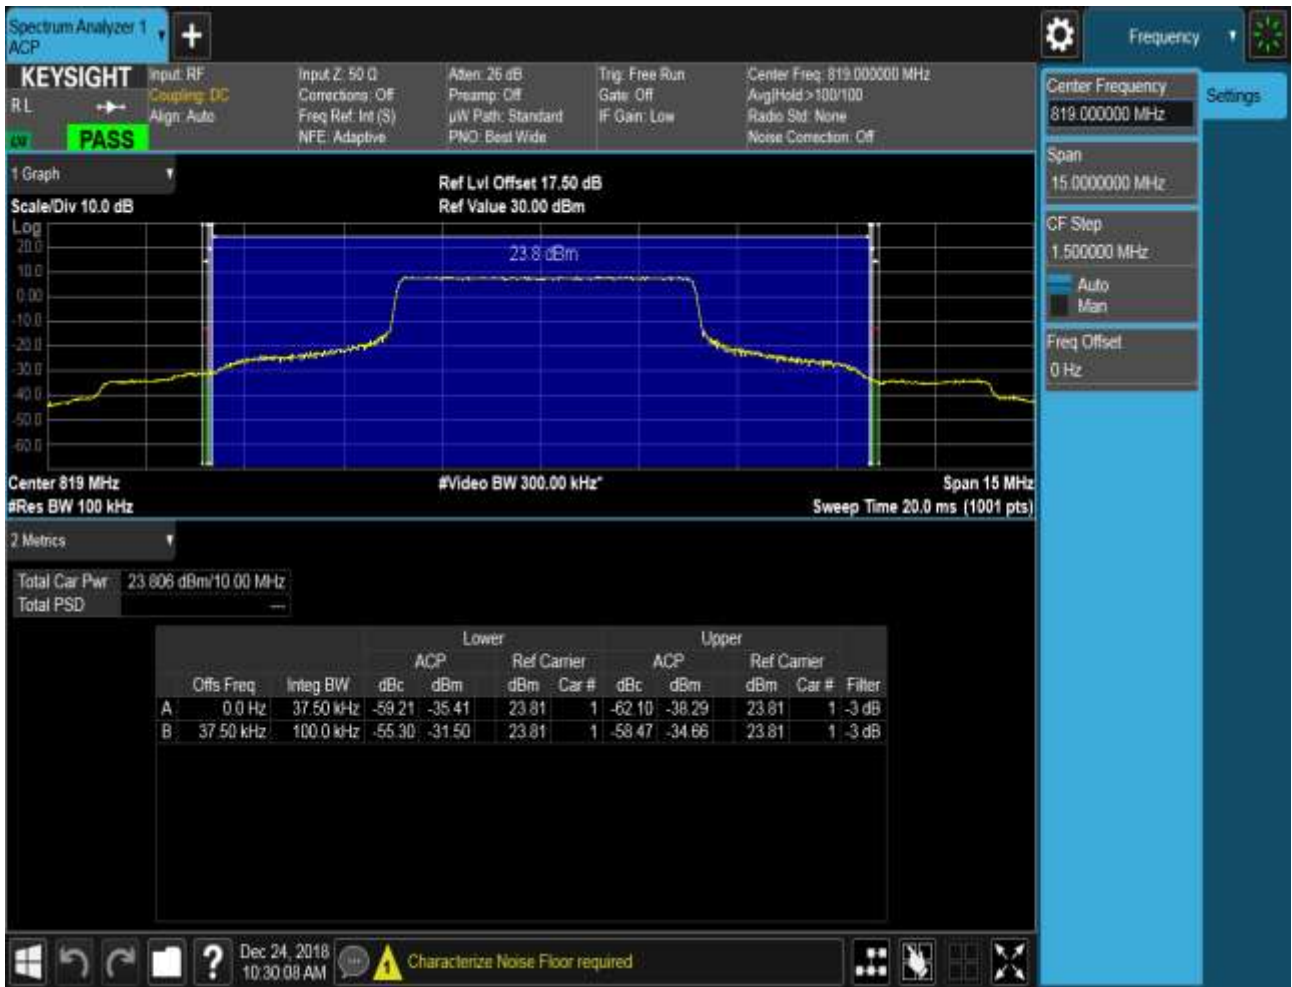 Spectrum Analyzer 1
ACP
Frequency
KEYSIGHT
R L
PASS
Input: RF
Coupling: DC
Align: Auto
Input Z: 50 Ω
Corrections: Off
Freq Ref: Int (S)
NFE: Adaptive
Atten: 26 dB
Preamp: Off
µW Path: Standard
PNO: Best Wide
Trig: Free Run
Gate: Off
IF Gain: Low
Center Freq: 819.000000 MHz
Avg|Hold:>100/100
Radio Std: None
Noise Correction: Off
Center Frequency
819.000000 MHz
Settings
Span
15.0000000 MHz
CF Step
1.500000 MHz
Auto
Man
Freq Offset
0 Hz
1 Graph
Scale/Div 10.0 dB
Ref Lvl Offset 17.50 dB
Ref Value 30.00 dBm
Log
20.0
10.0
0.00
-10.0
-20.0
-30.0
-40.0
-50.0
-60.0
23.8 dBm
Center 819 MHz
#Video BW 300.00 kHz*
Span 15 MHz
#Res BW 100 kHz
Sweep Time 20.0 ms (1001 pts)
2 Metrics
Total Car Pwr 23.806 dBm/10.00 MHz
Total PSD ---
Lower Upper
ACP Ref Carrier ACP Ref Carrier
Offs Freq Integ BW dBc dBm dBm Car # dBc dBm dBm Car # Filter
A 0.0 Hz 37.50 kHz -59.21 -35.41 23.81 1 -62.10 -38.29 23.81 1 -3 dB
B 37.50 kHz 100.0 kHz -55.30 -31.50 23.81 1 -58.47 -34.66 23.81 1 -3 dB
Dec 24, 2018
10:30:08 AM
1
Characterize Noise Floor required